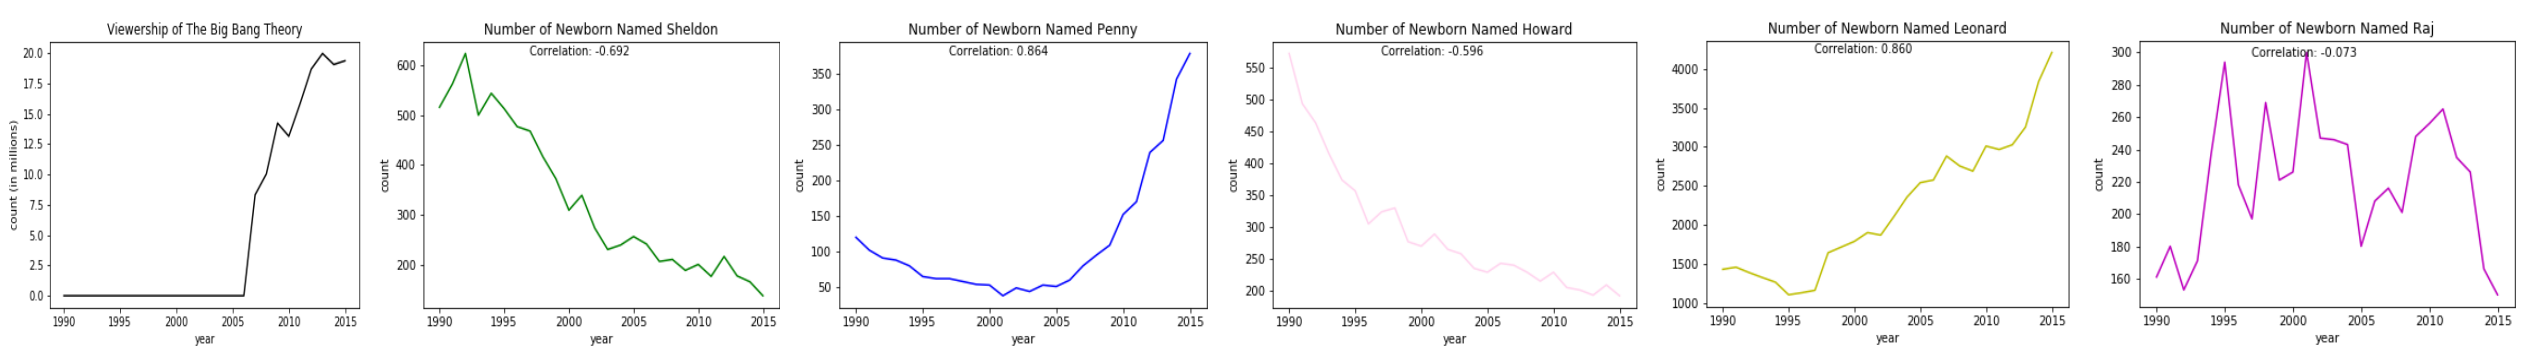 Viewership of The Big Bang Theory
20.0
17.5
15.0
12.5
10.0
7.5
5.0
2.5
0.0
count (in millions)
1990 1995 2000 2005 2010 2015
year
Number of Newborn Named Sheldon
Correlation: -0.692
600
500
400
300
200
count
1990 1995 2000 2005 2010 2015
year
Number of Newborn Named Penny
Correlation: 0.864
350
300
250
200
150
100
50
count
1990 1995 2000 2005 2010 2015
year
Number of Newborn Named Howard
Correlation: -0.596
550
500
450
400
350
300
250
200
count
1990 1995 2000 2005 2010 2015
year
Number of Newborn Named Leonard
Correlation: 0.860
4000
3500
3000
2500
2000
1500
1000
count
1990 1995 2000 2005 2010 2015
year
Number of Newborn Named Raj
Correlation: -0.073
300
280
260
240
220
200
180
160
count
1990 1995 2000 2005 2010 2015
year